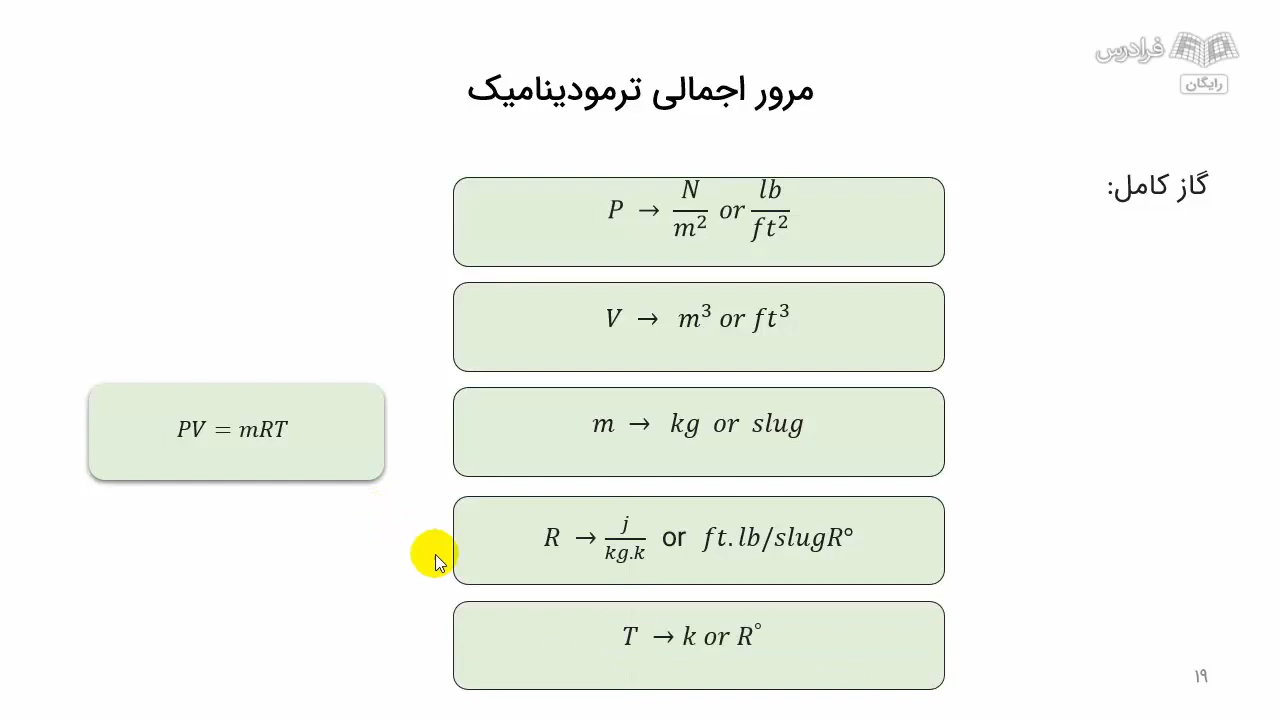 فرادرس
رایگان
مرور اجمالی ترمودینامیک
گاز کامل:
P → N/m² or lb/ft²
V → m³ or ft³
m → kg or slug
PV = mRT
R → j/kg.k or ft.lb/slugR°
T → k or R°
۱۹